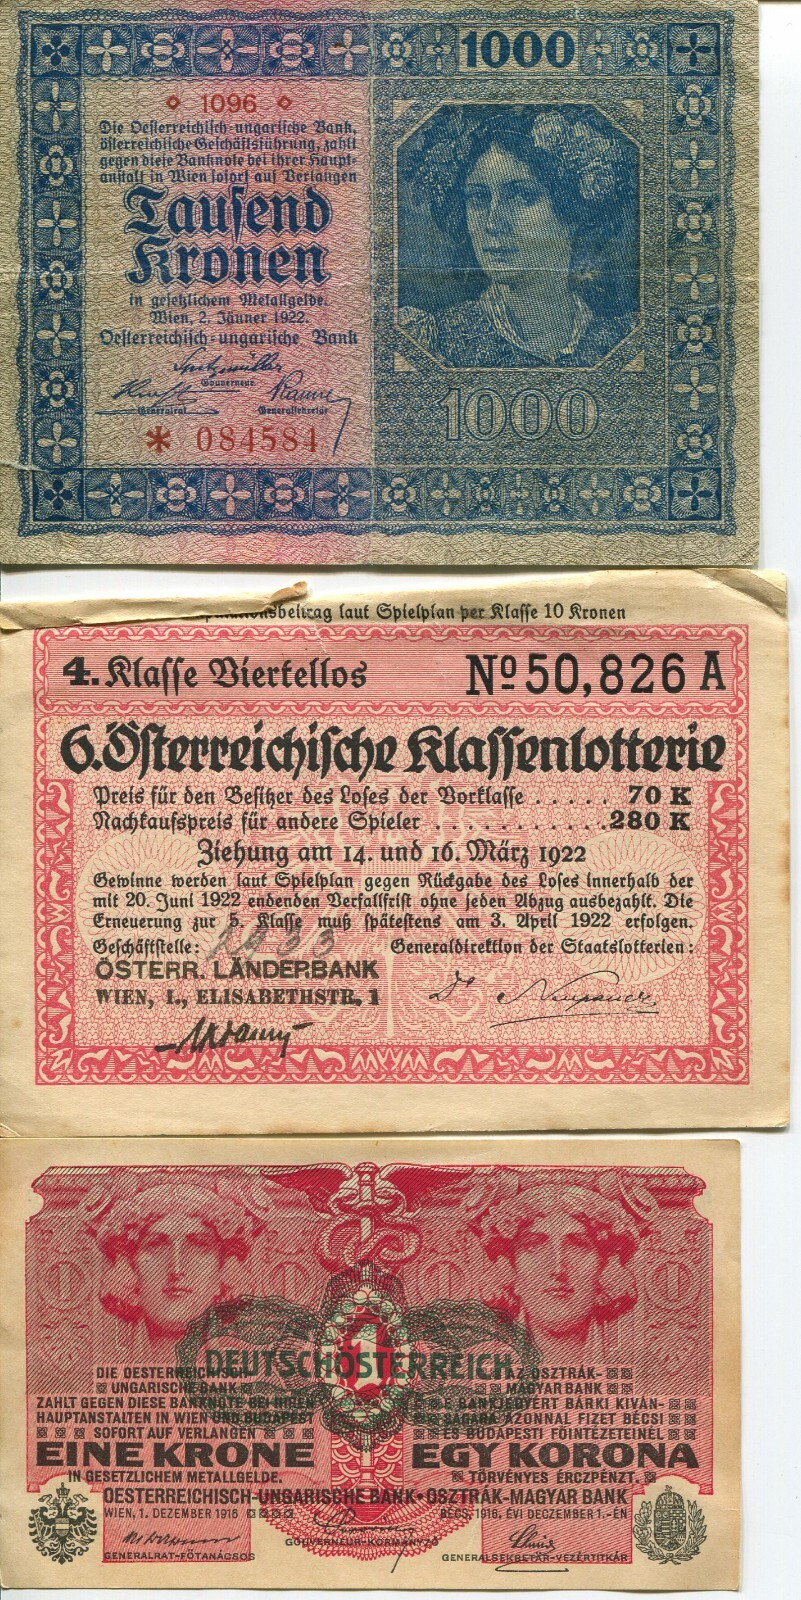 1000
1096
Die Oesterreichisch-ungarische Bank,
österreichische Geschäftsführung, zahlt
gegen diese Banknote bei ihrer Haupt-
anstalt in Wien sofort auf Verlangen
Tausend
Kronen
in gesetzlichem Metallgelde.
Wien, 2. Jänner 1922.
Oesterreichisch-ungarische Bank
Gouverneur
Generalrat Generalsekretär
* 084584
1000
laut Spielplan per Klasse 10 Kronen
4. Klasse Viertellos No 50,826 A
6. Österreichische Klassenlotterie
Preis für den Besitzer des Loses der Vorklasse ..... 70 K
Nachkaufspreis für andere Spieler ........... 280 K
Ziehung am 14. und 16. März 1922
Gewinne werden laut Spielplan gegen Rückgabe des Loses innerhalb der
mit 20. Juni 1922 endenden Verfallfrist ohne jeden Abzug ausbezahlt. Die
Erneuerung zur 5. Klasse muß spätestens am 3. April 1922 erfolgen.
Geschäftstelle: Generaldirektion der Staatslotterien:
ÖSTERR. LÄNDERBANK
WIEN, I., ELISABETHSTR. 1
1
1
1
DEUTSCHÖSTERREICH
DIE OESTERREICHISCH-
UNGARISCHE BANK
ZAHLT GEGEN DIESE BANKNOTE BEI IHREN
HAUPTANSTALTEN IN WIEN UND BUDAPEST
SOFORT AUF VERLANGEN
EINE KRONE
IN GESETZLICHEM METALLGELDE.
AZ OSZTRÁK-
MAGYAR BANK
E BANKJEGYÉRT BÁRKI KIVÁN-
SÁGÁRA AZONNAL FIZET BÉCSI
ÉS BUDAPESTI FŐINTÉZETEINÉL
EGY KORONA
TÖRVÉNYES ÉRCZPÉNZT.
OESTERREICHISCH-UNGARISCHE BANK • OSZTRÁK-MAGYAR BANK
WIEN, 1. DEZEMBER 1916 BÉCS, 1916. ÉVI DECZEMBER 1.-ÉN
GENERALRAT-FŐTANÁCSOS
GOUVERNEUR-KORMÁNYZÓ
GENERALSEKRETÄR-VEZÉRTITKÁR